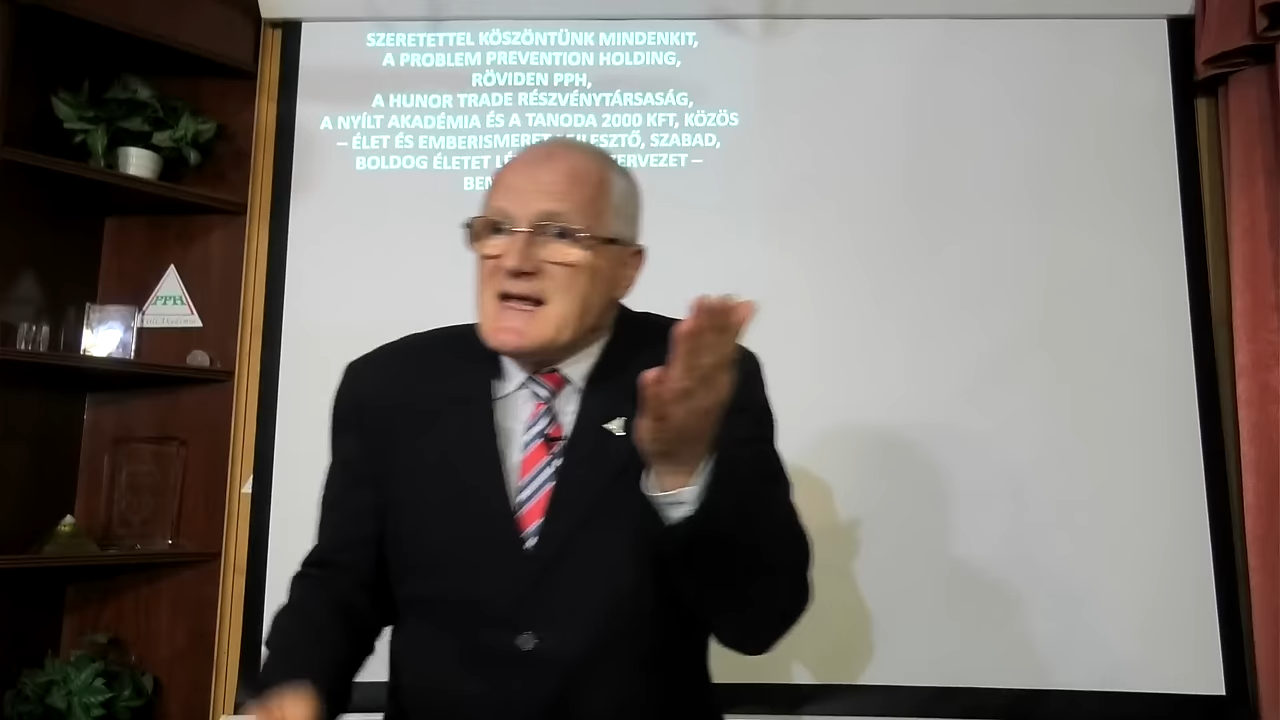 SZERETETTEL KÖSZÖNTÜNK MINDENKIT,
A PROBLEM PREVENTION HOLDING,
RÖVIDEN PPH,
A HUNOR TRADE RÉSZVÉNYTÁRSASÁG,
A NYÍLT AKADÉMIA ÉS A TANODA 2000 KFT, KÖZÖS
– ÉLET ÉS EMBERISMERET SZABAD,
BOLDOG ÉLETET –
PPH